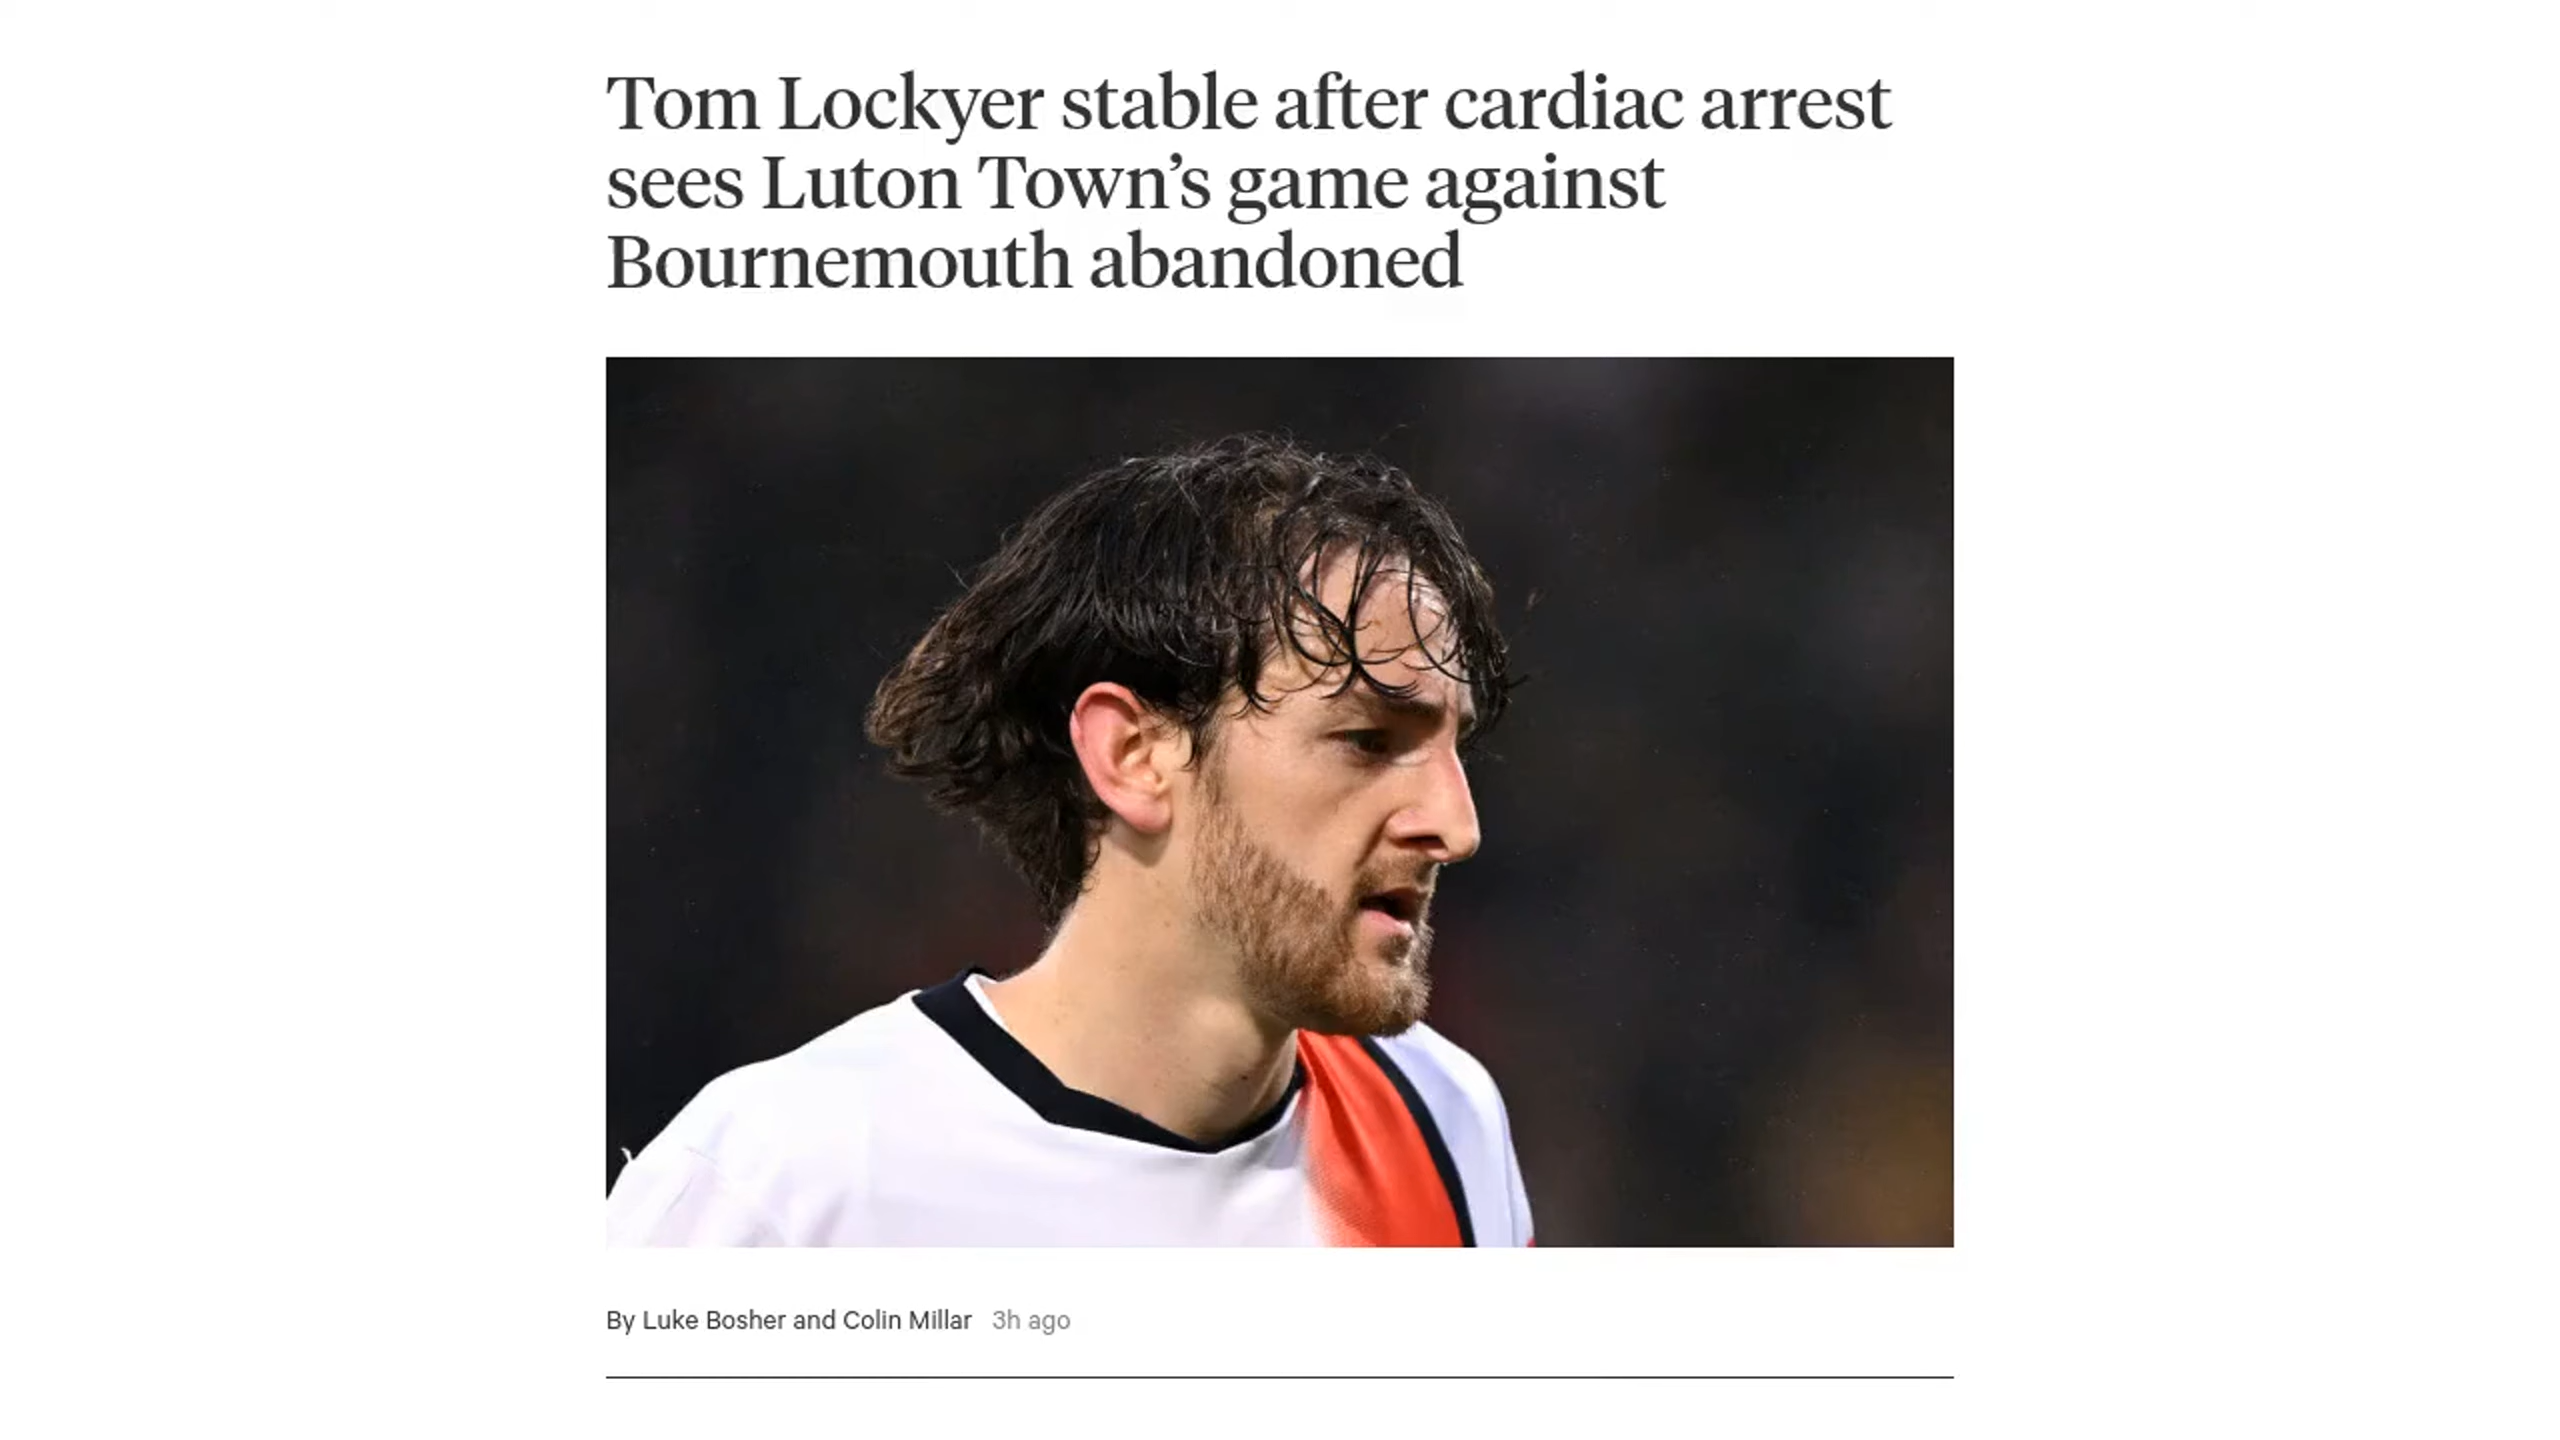 Tom Lockyer stable after cardiac arrest
sees Luton Town’s game against
Bournemouth abandoned
By Luke Bosher and Colin Millar 3h ago